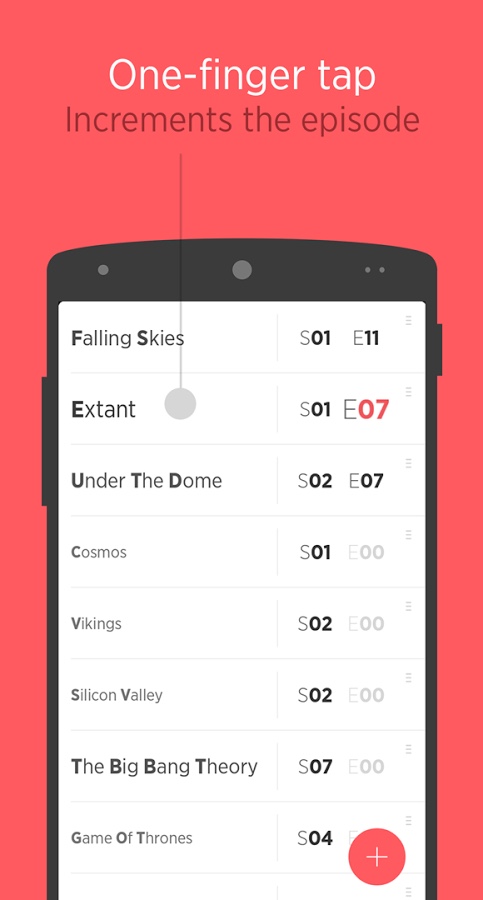 One-finger tap
Increments the episode
Falling Skies S01 E11
Extant S01 E07
Under The Dome S02 E07
Cosmos S01 E00
Vikings S02 E00
Silicon Valley S02 E00
The Big Bang Theory S07 E00
Game Of Thrones S04